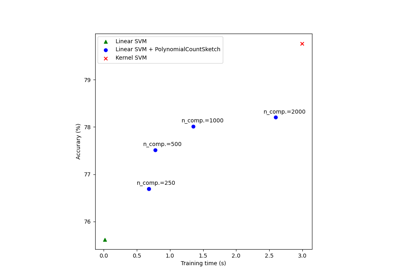 Linear SVM
Linear SVM + PolynomialCountSketch
Kernel SVM
79
n_comp.=2000
n_comp.=1000
78
n_comp.=500
77
n_comp.=250
76
Accurary (%)
0.0 0.5 1.0 1.5 2.0 2.5 3.0
Training time (s)